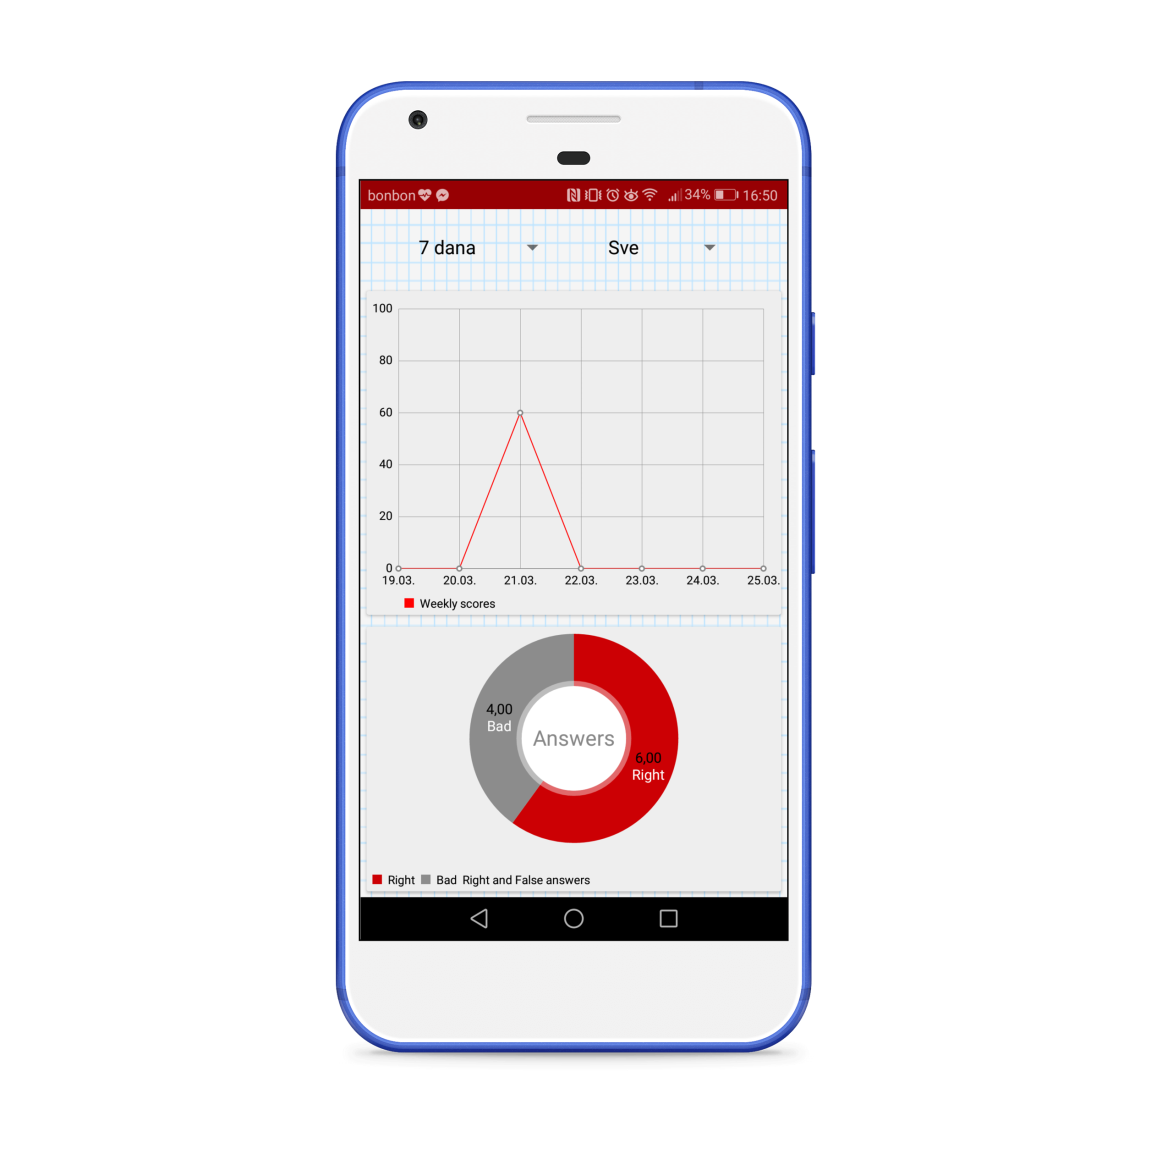 bonbon 34% 16:50
7 dana Sve
100
80
60
40
20
0
19.03. 20.03. 21.03. 22.03. 23.03. 24.03. 25.03.
Weekly scores
4,00
Bad
Answers
6,00
Right
Right Bad Right and False answers